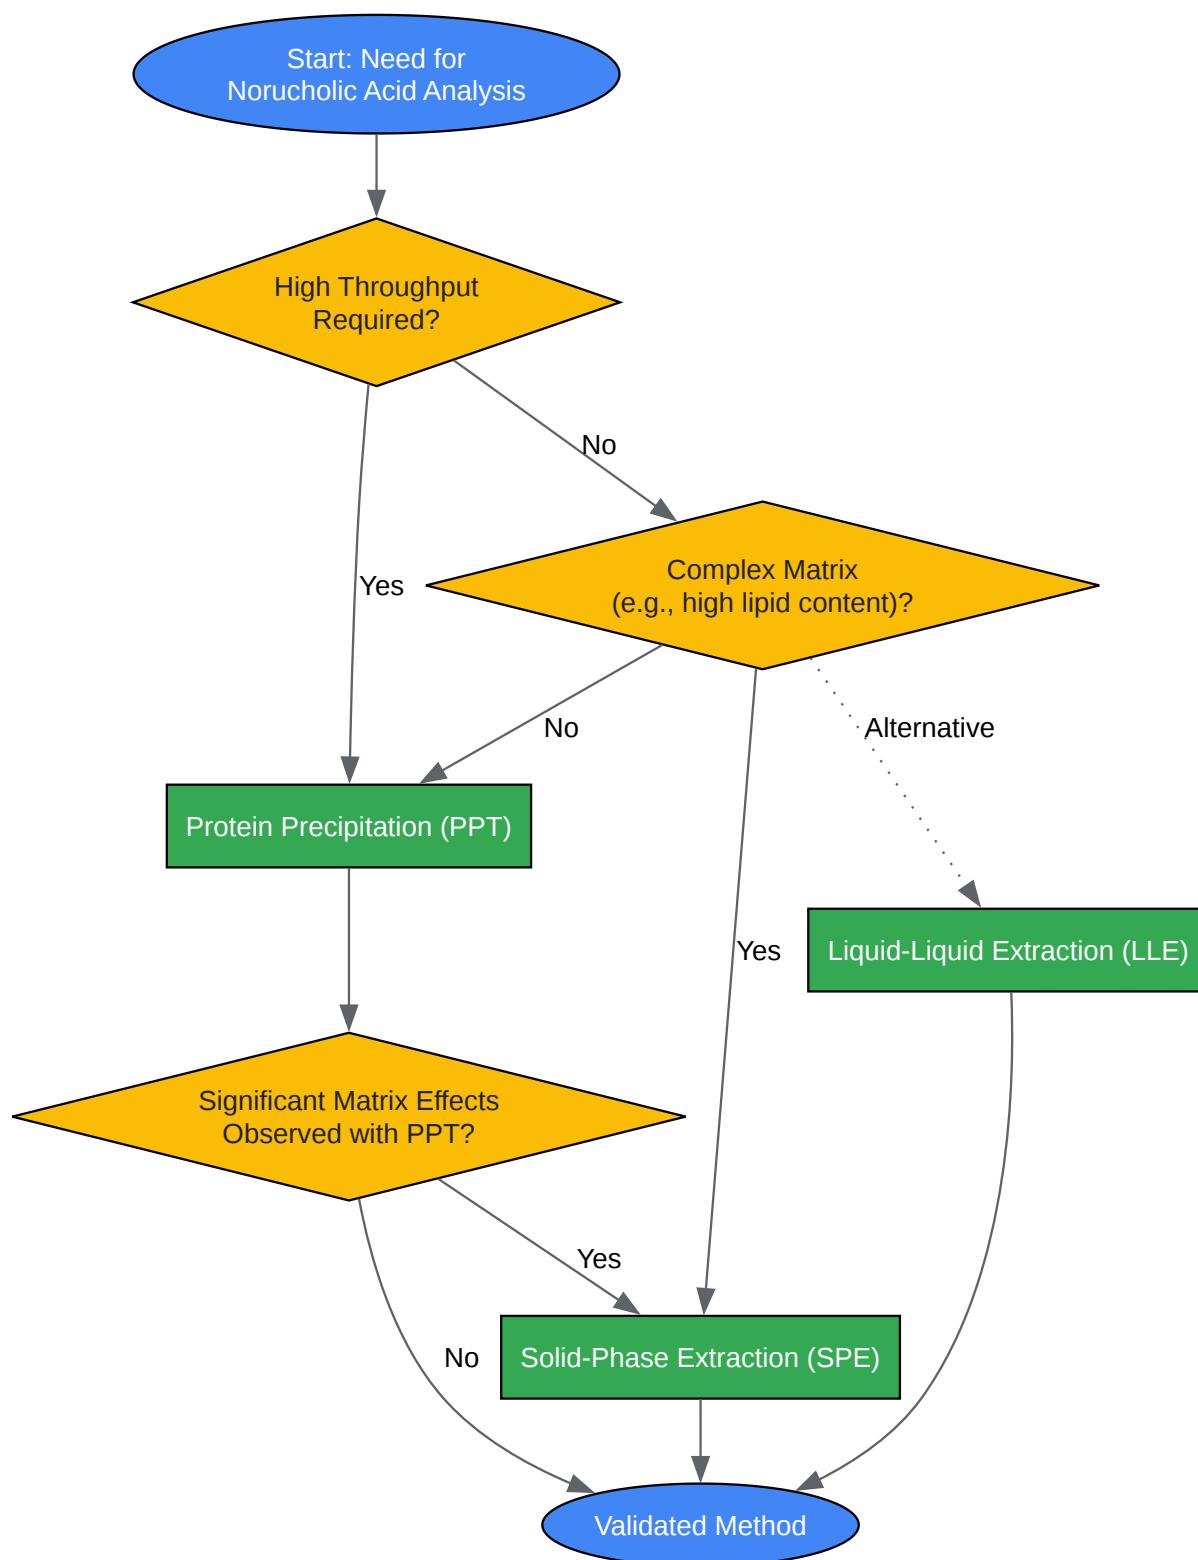 Start: Need for
Norucholic Acid Analysis
High Throughput
Required?
No
Complex Matrix
(e.g., high lipid content)?
Yes
No
Alternative
Protein Precipitation (PPT)
Liquid-Liquid Extraction (LLE)
Yes
Significant Matrix Effects
Observed with PPT?
Yes
No
Solid-Phase Extraction (SPE)
Validated Method